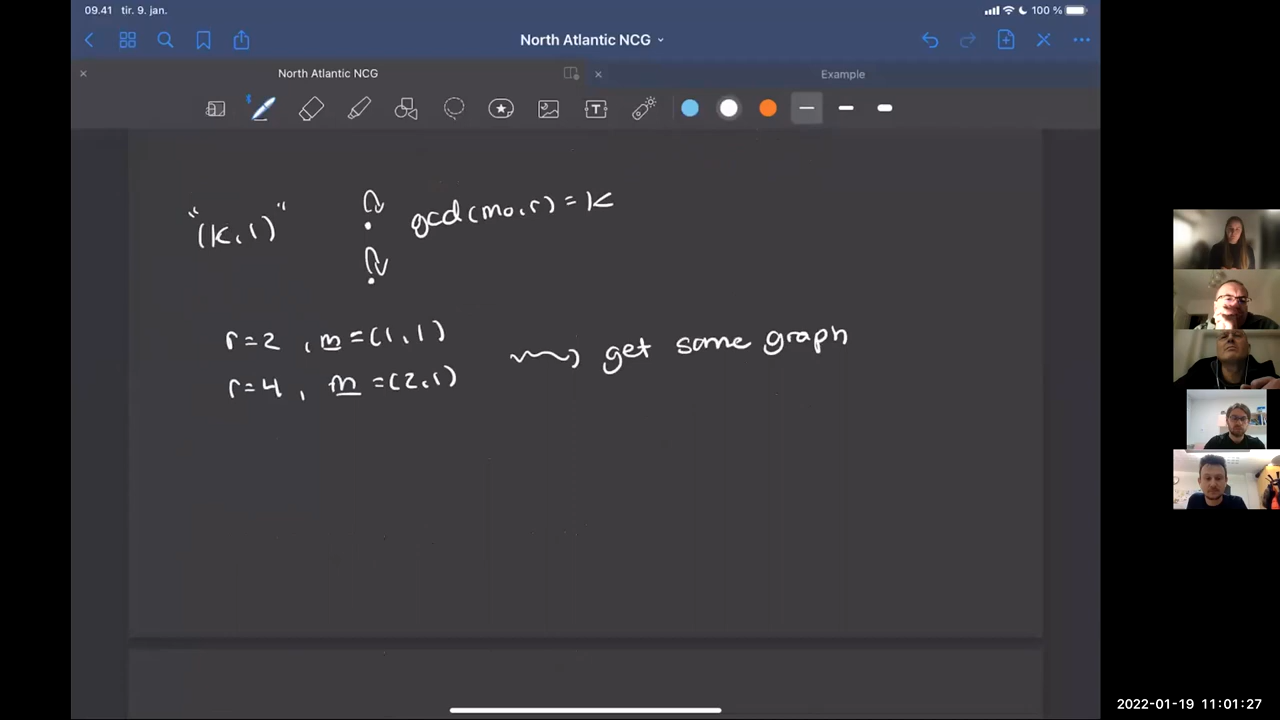 09.41 tir. 9. jan.
100 %
North Atlantic NCG
North Atlantic NCG
Example
"(k,1)" gcd(m₀,r) = k
r=2 , m=(1,1)
r=4 , m=(2,1)
get same graph
2022-01-19 11:01:27